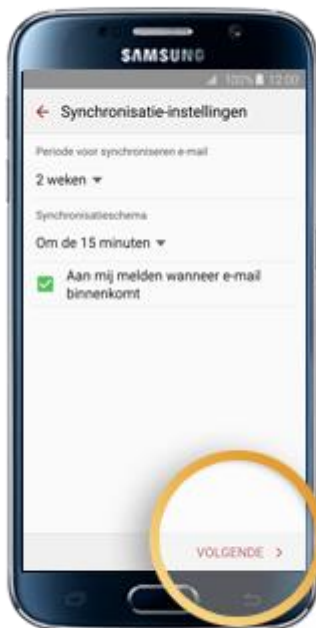 SAMSUNG
100% 12:00
← Synchronisatie-instellingen
Periode voor synchroniseren e-mail
2 weken
Synchronisatieschema
Om de 15 minuten
Aan mij melden wanneer e-mail
binnenkomt
VOLGENDE >